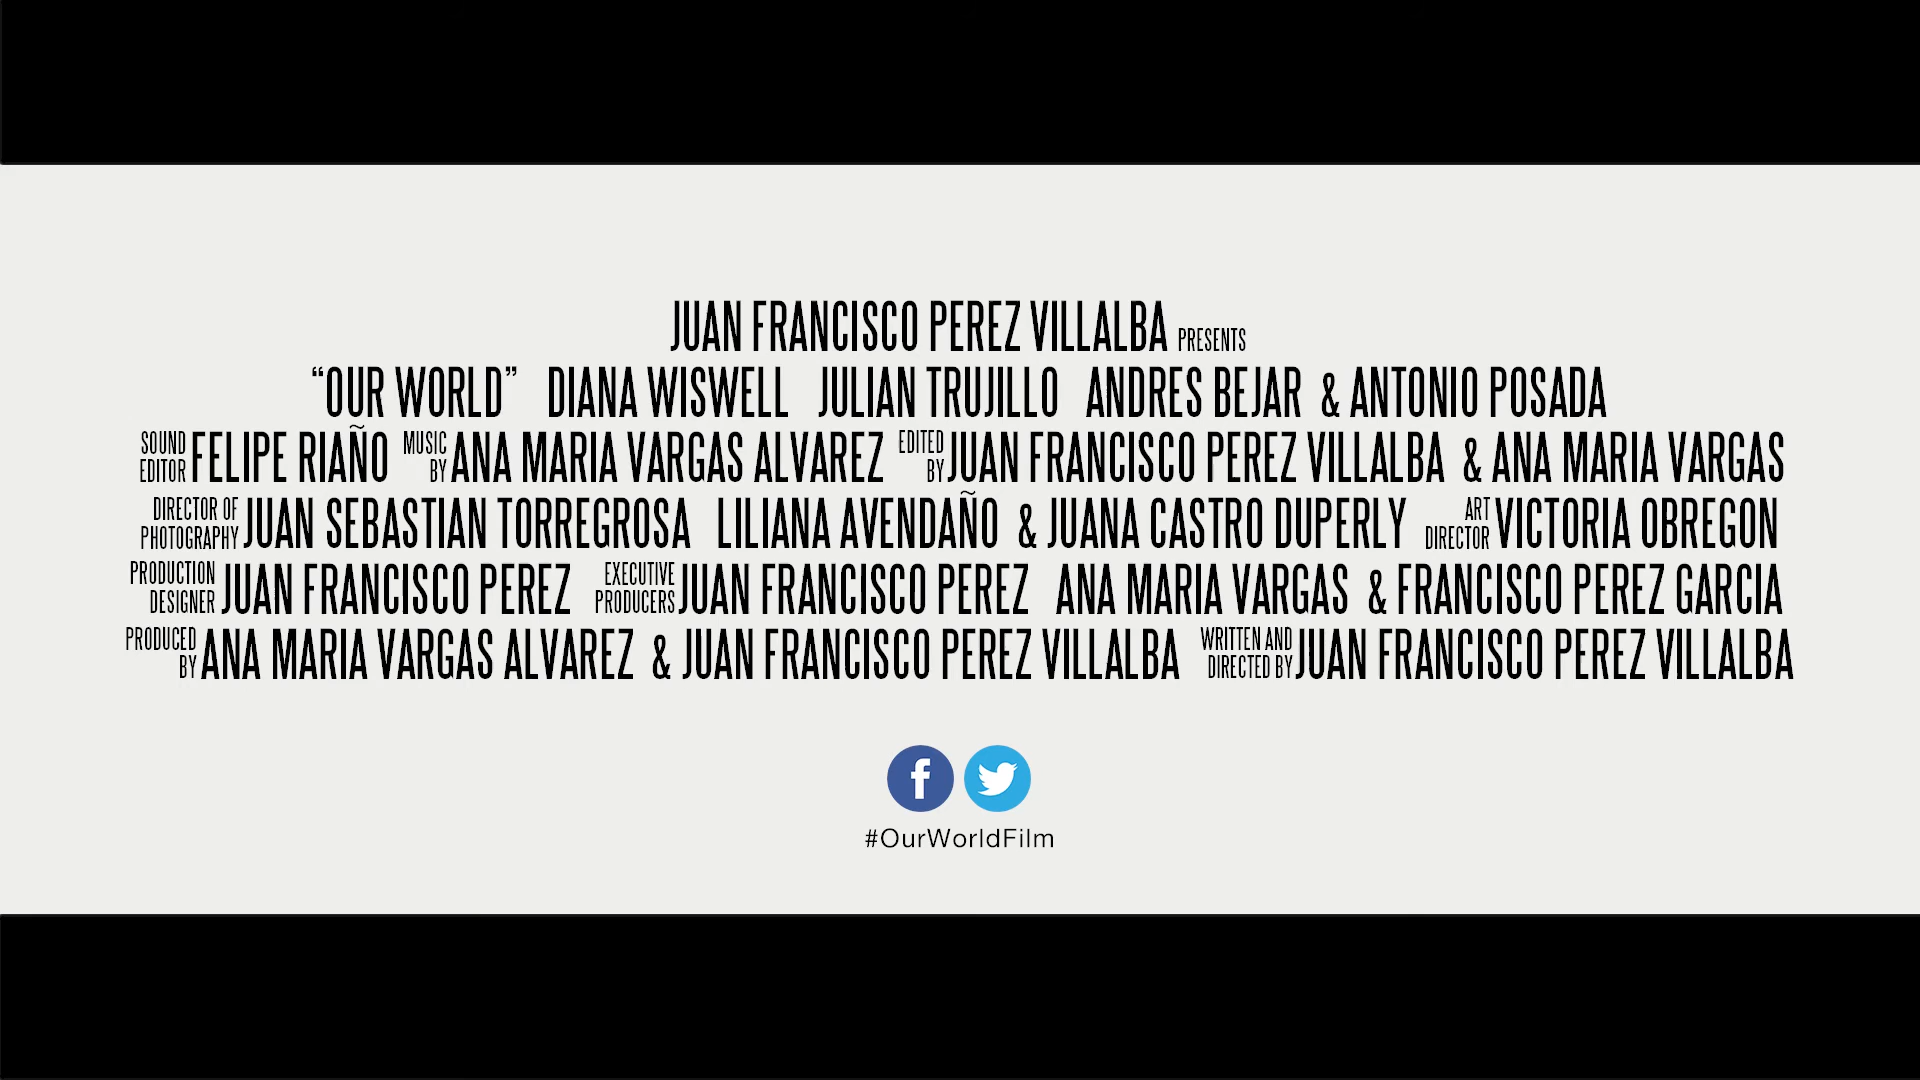 JUAN FRANCISCO PEREZ VILLALBA PRESENTS
“OUR WORLD” DIANA WISWELL JULIAN TRUJILLO ANDRES BEJAR & ANTONIO POSADA
SOUND EDITOR FELIPE RIAÑO MUSIC BY ANA MARIA VARGAS ALVAREZ EDITED BY JUAN FRANCISCO PEREZ VILLALBA & ANA MARIA VARGAS
DIRECTOR OF PHOTOGRAPHY JUAN SEBASTIAN TORREGROSA LILIANA AVENDAÑO & JUANA CASTRO DUPERLY ART DIRECTOR VICTORIA OBREGON
PRODUCTION DESIGNER JUAN FRANCISCO PEREZ EXECUTIVE PRODUCERS JUAN FRANCISCO PEREZ ANA MARIA VARGAS & FRANCISCO PEREZ GARCIA
PRODUCED BY ANA MARIA VARGAS ALVAREZ & JUAN FRANCISCO PEREZ VILLALBA WRITTEN AND DIRECTED BY JUAN FRANCISCO PEREZ VILLALBA
#OurWorldFilm